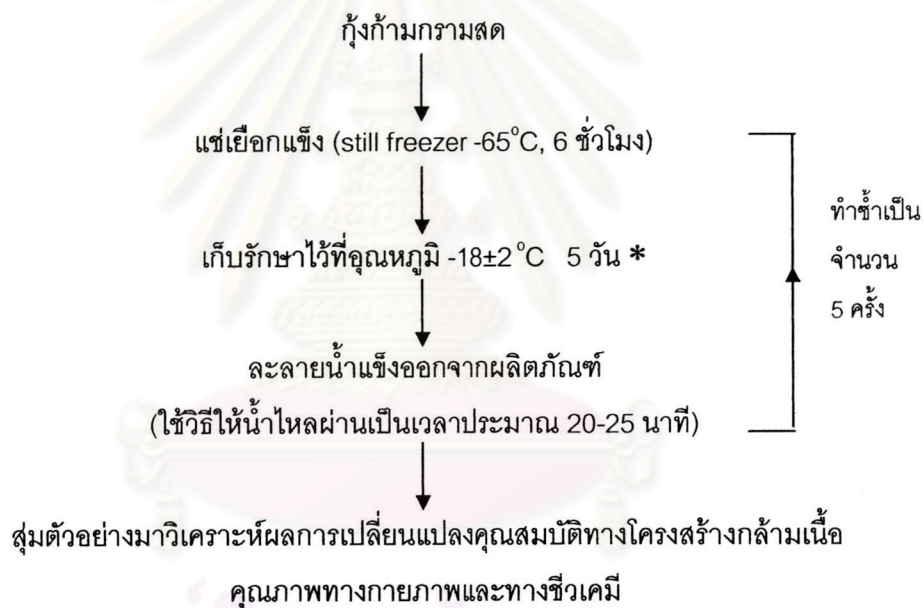 กุ้งก้ามกรามสด
แช่เยือกแข็ง (still freezer -65°C, 6 ชั่วโมง)
ทำซ้ำเป็น
เก็บรักษาไว้ที่อุณหภูมิ -18±2 °C 5 วัน *
จำนวน
5 ครั้ง
ละลายน้ำแข็งออกจากผลิตภัณฑ์
(ใช้วิธีให้น้ำไหลผ่านเป็นเวลาประมาณ 20-25 นาที)
สุ่มตัวอย่างมาวิเคราะห์ผลการเปลี่ยนแปลงคุณสมบัติทางโครงสร้างกล้ามเนื้อ
คุณภาพทางกายภาพและทางชีวเคมี